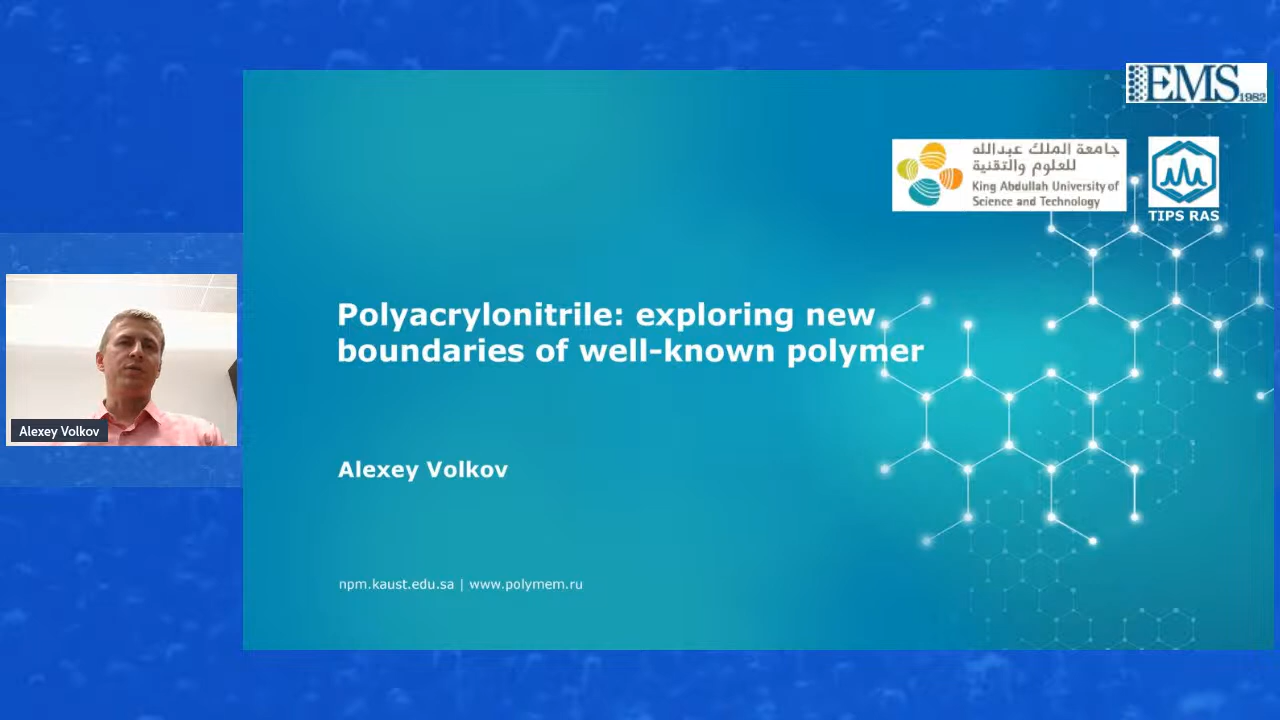 EMS 1982
جامعة الملك عبدالله
للعلوم والتقنية
King Abdullah University of
Science and Technology
TIPS RAS
Polyacrylonitrile: exploring new
boundaries of well-known polymer
Alexey Volkov
Alexey Volkov
npm.kaust.edu.sa | www.polymem.ru